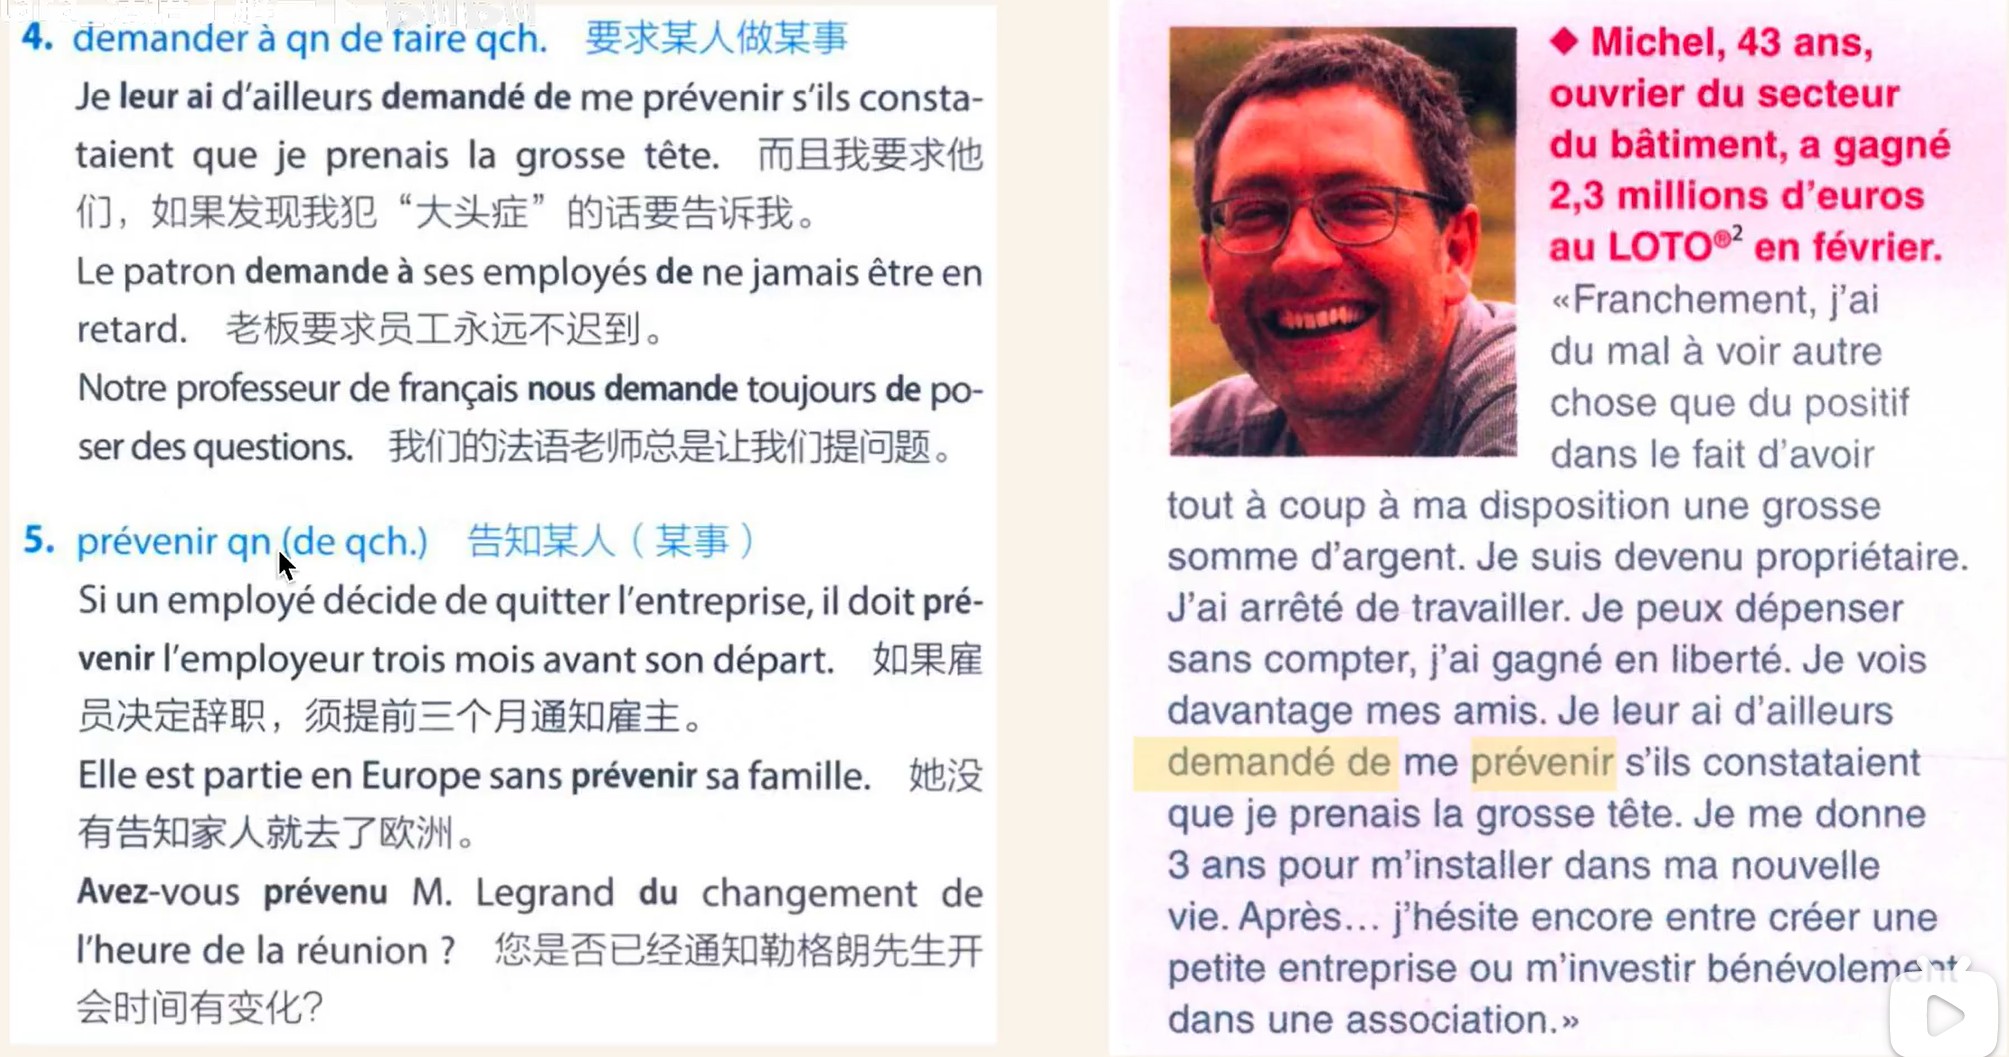 4. demander à qn de faire qch. 要求某人做某事
Je leur ai d'ailleurs demandé de me prévenir s'ils consta-
taient que je prenais la grosse tête. 而且我要求他
们，如果发现我犯“大头症”的话要告诉我。
Le patron demande à ses employés de ne jamais être en
retard. 老板要求员工永远不迟到。
Notre professeur de français nous demande toujours de po-
ser des questions. 我们的法语老师总是让我们提问题。
5. prévenir qn (de qch.) 告知某人（某事）
Si un employé décide de quitter l'entreprise, il doit pré-
venir l'employeur trois mois avant son départ. 如果雇
员决定辞职，须提前三个月通知雇主。
Elle est partie en Europe sans prévenir sa famille. 她没
有告知家人就去了欧洲。
Avez-vous prévenu M. Legrand du changement de
l'heure de la réunion ? 您是否已经通知勒格朗先生开
会时间有变化?
◆ Michel, 43 ans,
ouvrier du secteur
du bâtiment, a gagné
2,3 millions d'euros
au LOTO®2 en février.
«Franchement, j'ai
du mal à voir autre
chose que du positif
dans le fait d'avoir
tout à coup à ma disposition une grosse
somme d'argent. Je suis devenu propriétaire.
J'ai arrêté de travailler. Je peux dépenser
sans compter, j'ai gagné en liberté. Je vois
davantage mes amis. Je leur ai d'ailleurs
demandé de me prévenir s'ils constataient
que je prenais la grosse tête. Je me donne
3 ans pour m'installer dans ma nouvelle
vie. Après... j'hésite encore entre créer une
petite entreprise ou m'investir bénévolement
dans une association.»